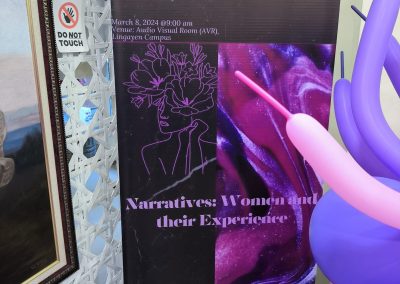 DO NOT
TOUCH
March 8, 2024 @9:00 am
Venue: Audio Visual Room (AVR),
Lingayen Campus
Narratives: Women and
their Experience